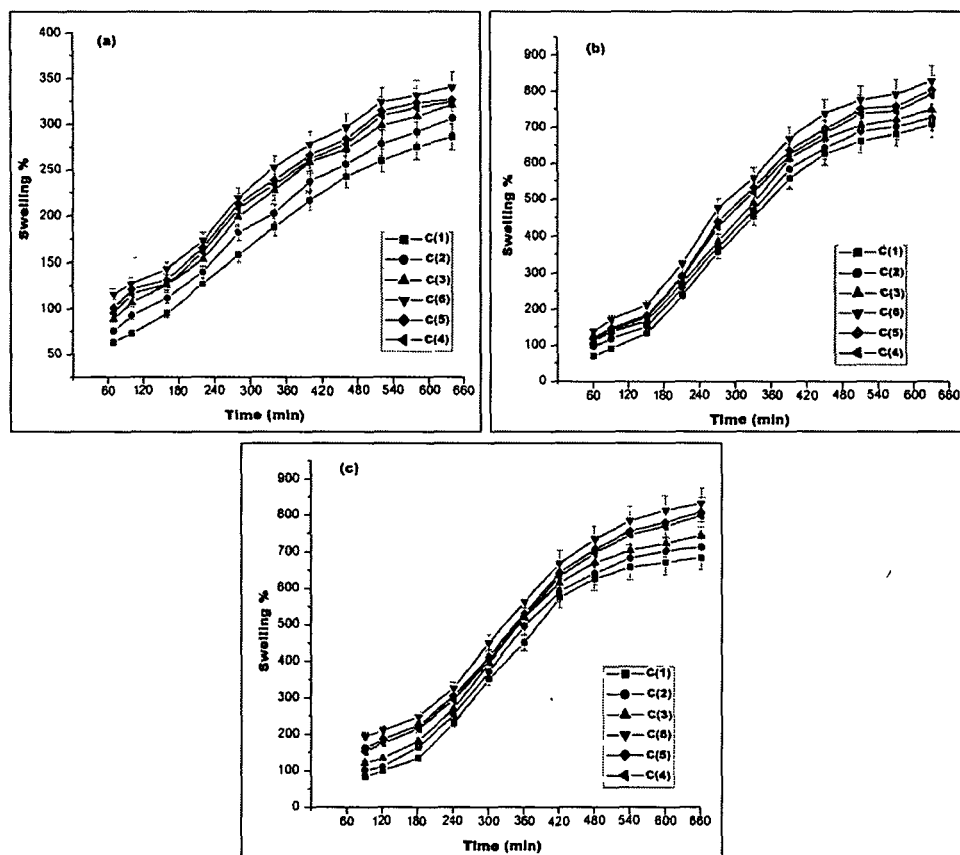 (a)
400
350
300
250
200
150
100
50
Swelling %
C(1)
C(2)
C(3)
C(6)
C(5)
C(4)
0 60 120 180 240 300 360 420 480 540 600 660
Time (min)
(b)
900
800
700
600
500
400
300
200
100
0
Swelling %
C(1)
C(2)
C(3)
C(6)
C(5)
C(4)
60 120 180 240 300 360 420 480 540 600 660
Time (min)
(c)
900
800
700
600
500
400
300
200
100
0
Swelling %
C(1)
C(2)
C(3)
C(6)
C(5)
C(4)
60 120 180 240 300 360 420 480 540 600 660
Time (min)